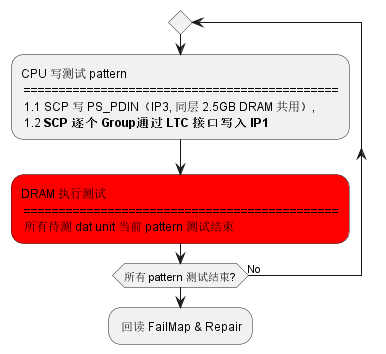 CPU 写测试 pattern
1.1 SCP 写 PS_PDIN（IP3, 同层 2.5GB DRAM 共用）,
1.2 SCP 逐个 Group通过 LTC 接口写入 IP1
DRAM 执行测试
所有待测 dat unit 当前 pattern 测试结束
所有 pattern 测试结束?
No
回读 FailMap & Repair